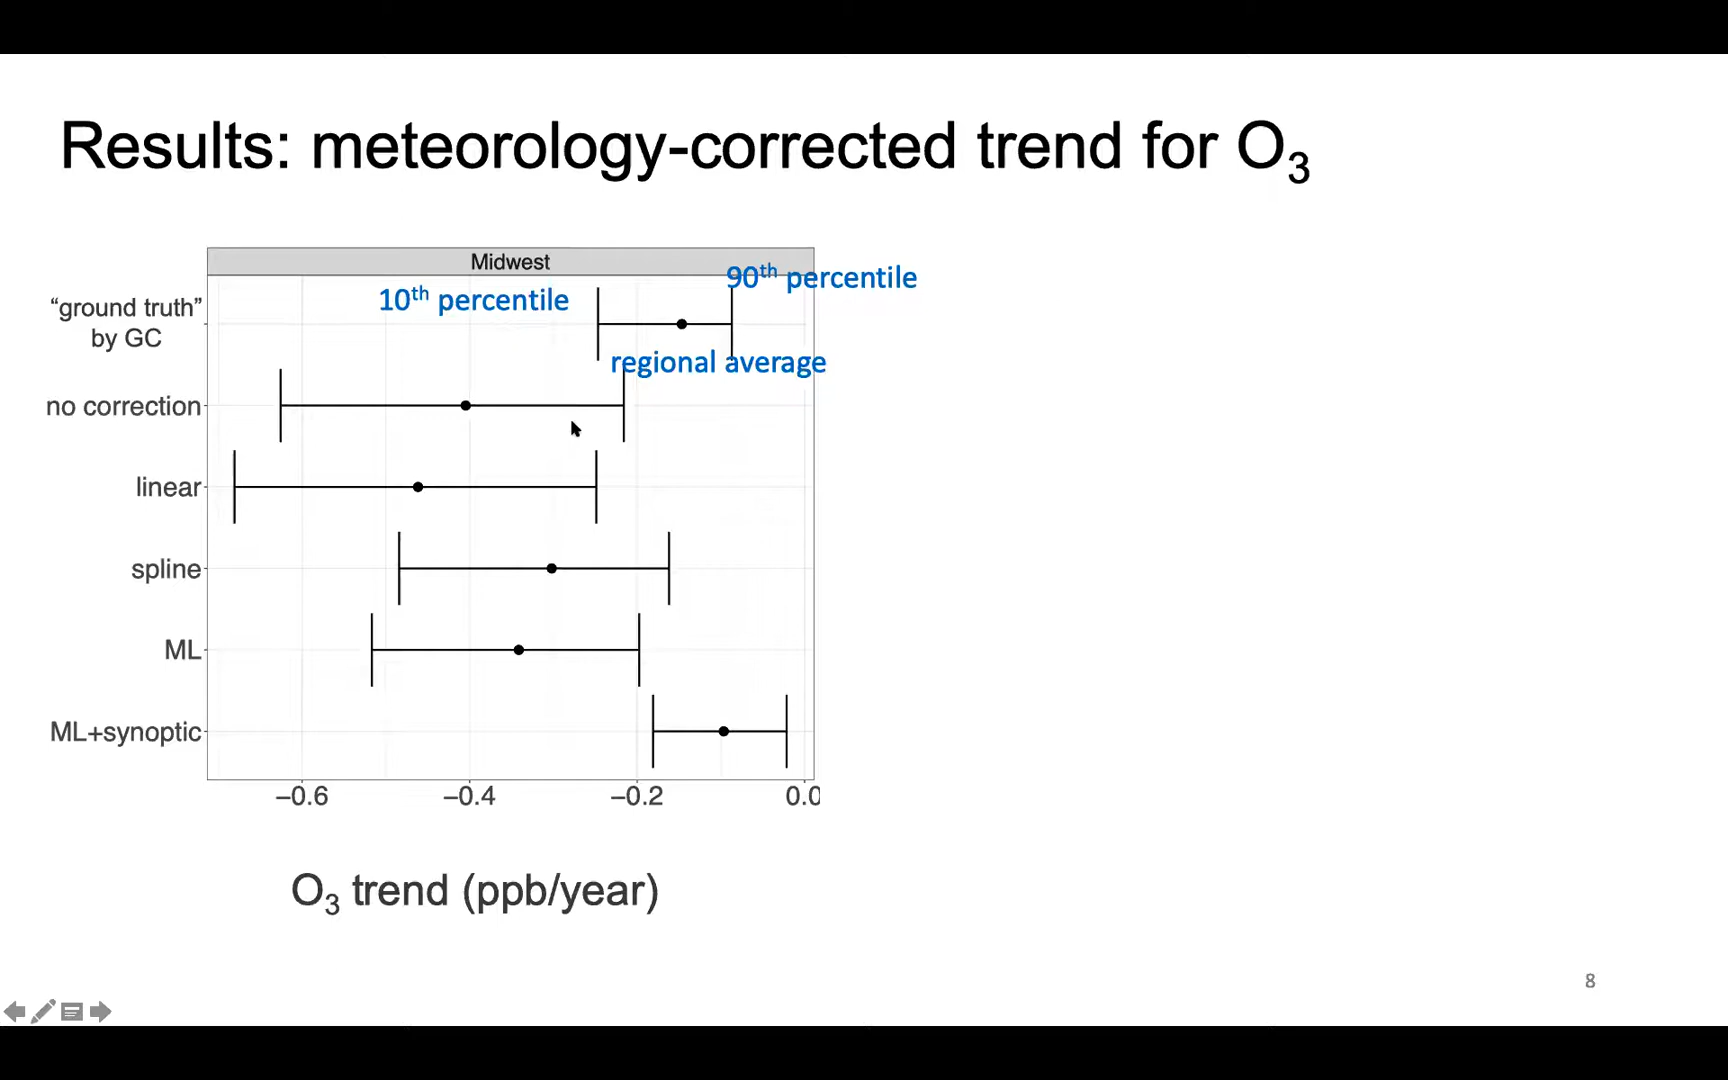 Results: meteorology-corrected trend for O₃
Midwest
90th percentile
10th percentile
“ground truth”
by GC
regional average
no correction
linear
spline
ML
ML+synoptic
−0.6 −0.4 −0.2 0.0
O₃ trend (ppb/year)
8